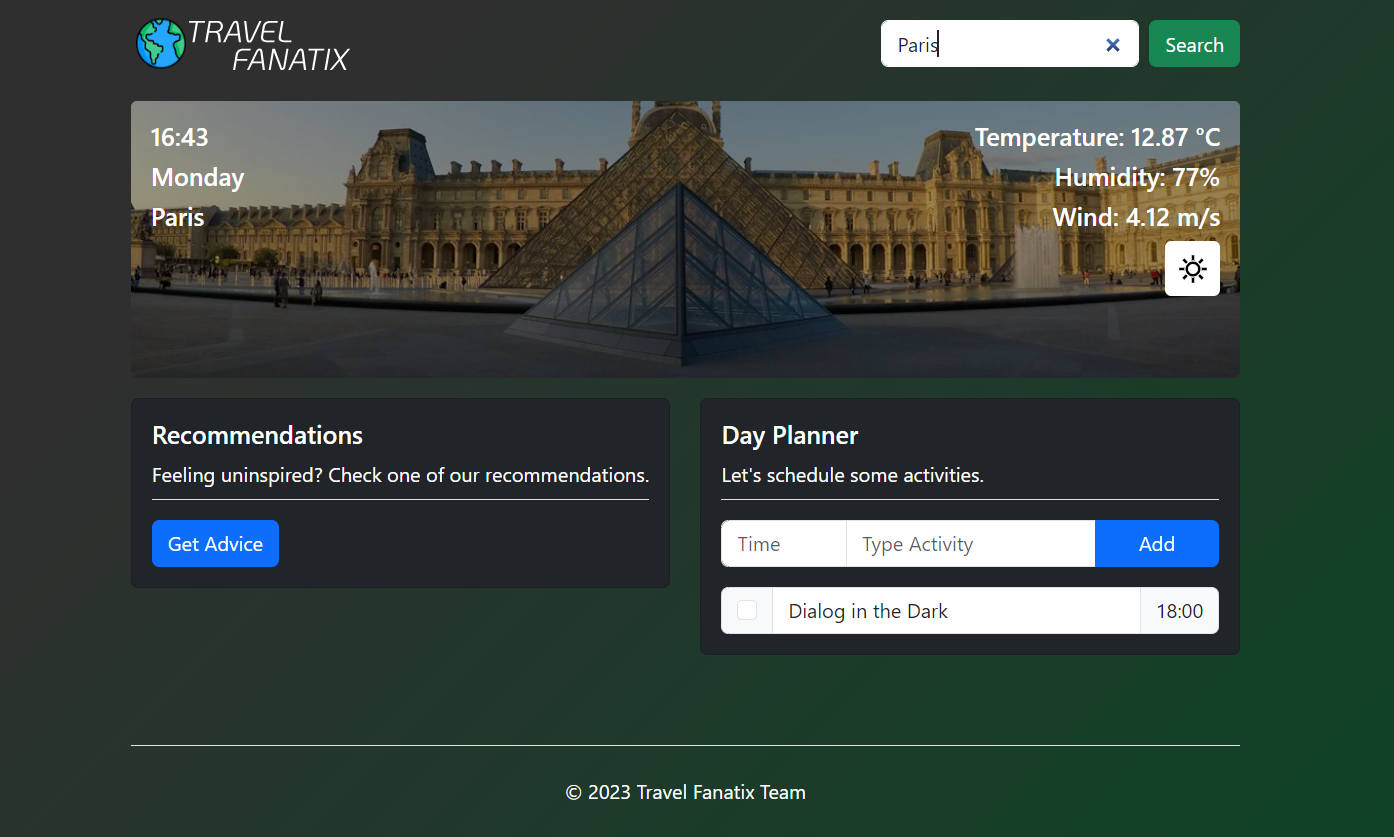 TRAVEL
FANATIX
Paris
Search
16:43
Monday
Paris
Temperature: 12.87 °C
Humidity: 77%
Wind: 4.12 m/s
Recommendations
Feeling uninspired? Check one of our recommendations.
Get Advice
Day Planner
Let's schedule some activities.
Time
Type Activity
Add
Dialog in the Dark
18:00
© 2023 Travel Fanatix Team